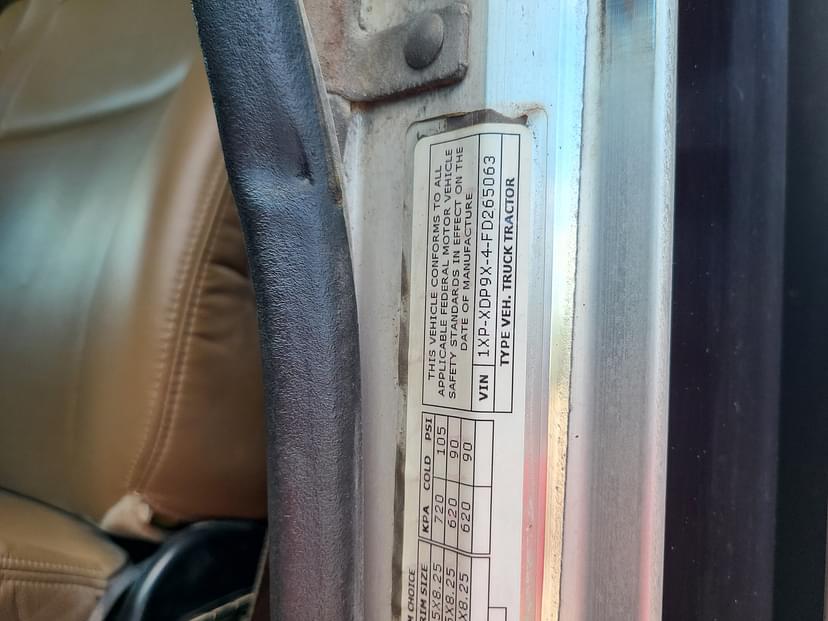 THIS VEHICLE CONFORMS TO ALL
APPLICABLE FEDERAL MOTOR VEHICLE
SAFETY STANDARDS IN EFFECT ON THE
DATE OF MANUFACTURE
VIN 1XP-XDP9X-4-FD265063
TYPE VEH. TRUCK TRACTOR
KPA COLD PSI
720 105
620 90
620 90
M CHOICE
RIM SIZE
5X8.25
X8.25
X8.25